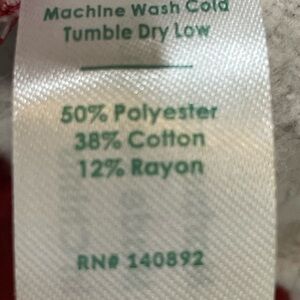 Machine Wash Cold
Tumble Dry Low
50% Polyester
38% Cotton
12% Rayon
RN# 140892